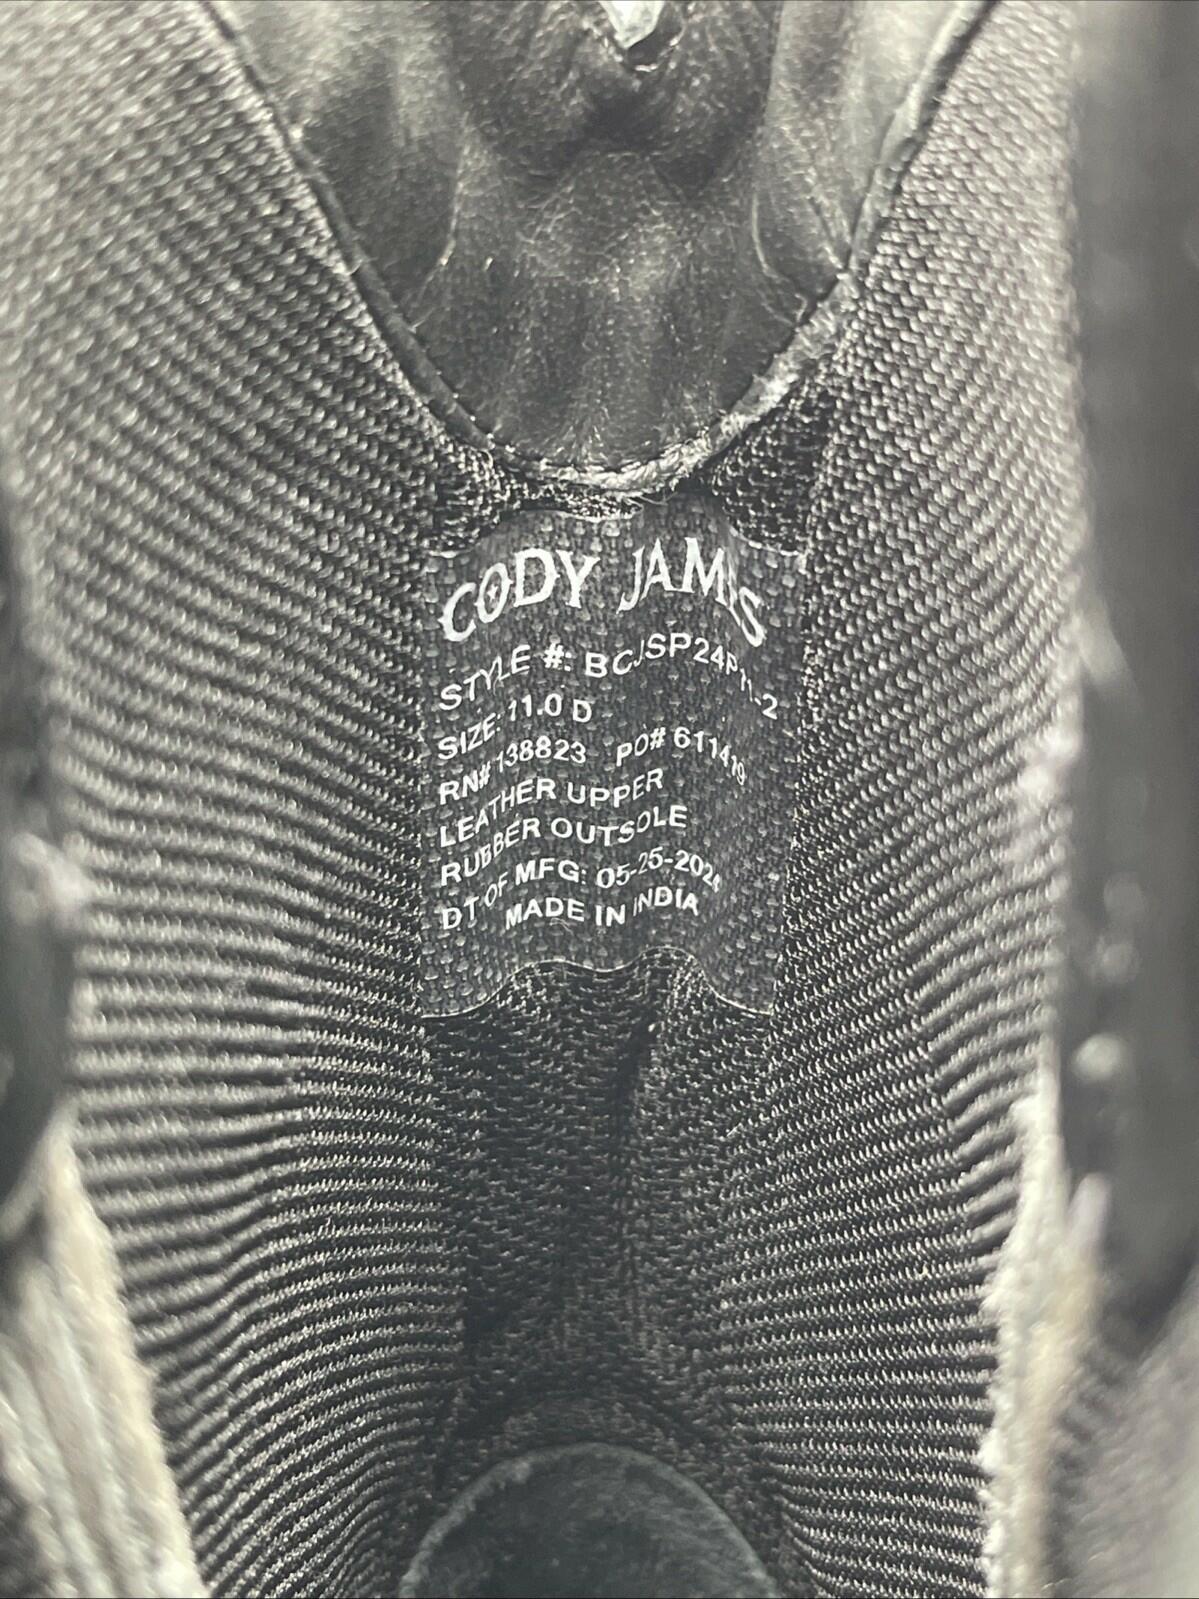 CODY JAMES
STYLE #: BCJSP24P11-2
SIZE: 11.0 D
RN# 138823 PO# 611419
LEATHER UPPER
RUBBER OUTSOLE
DT OF MFG: 05-25-2024
MADE IN INDIA